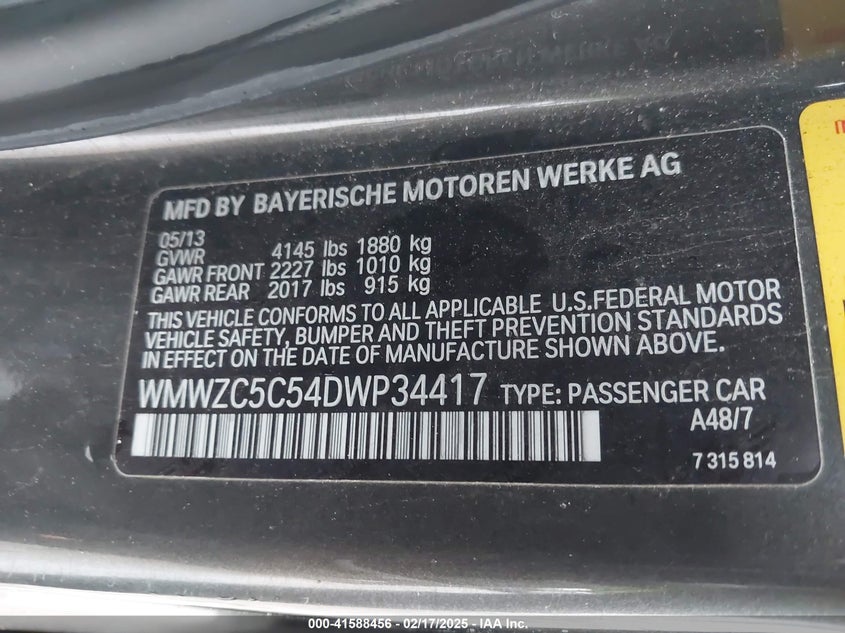 MFD BY BAYERISCHE MOTOREN WERKE AG
05/13
GVWR 4145 lbs 1880 kg
GAWR FRONT 2227 lbs 1010 kg
GAWR REAR 2017 lbs 915 kg
THIS VEHICLE CONFORMS TO ALL APPLICABLE U.S.FEDERAL MOTOR
VEHICLE SAFETY, BUMPER AND THEFT PREVENTION STANDARDS
IN EFFECT ON THE DATE OF MANUFACTURE SHOWN ABOVE.
WMWZC5C54DWP34417 TYPE: PASSENGER CAR
A48/7
7 315 814
000-41588456 — 02/17/2025 — IAA Inc.